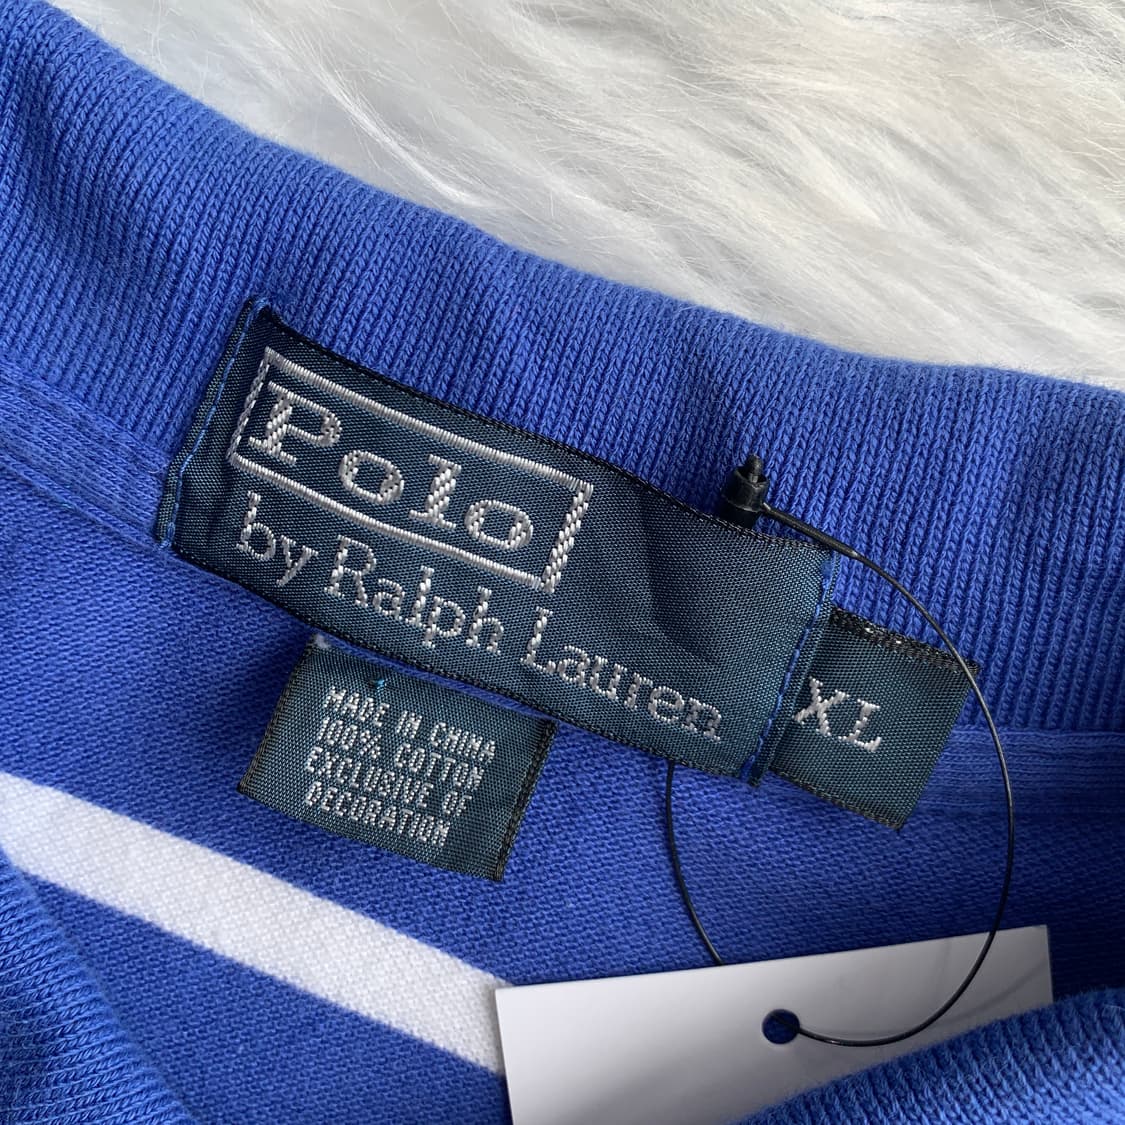 Polo
by Ralph Lauren
XL
MADE IN CHINA
100% COTTON
EXCLUSIVE OF
DECORATION